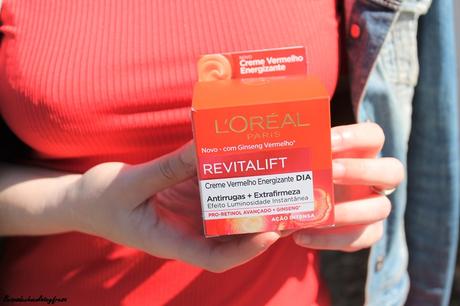 NOVO
Creme Vermelho
Energizante
L'ORÉAL
PARIS
Novo • com Ginseng Vermelho*
REVITALIFT
Creme Vermelho Energizante DIA
Antirrugas + Extrafirmeza
Efeito Luminosidade Instantânea
PRO-RETINOL AVANÇADO + GINSENG*
AÇÃO INTENSA